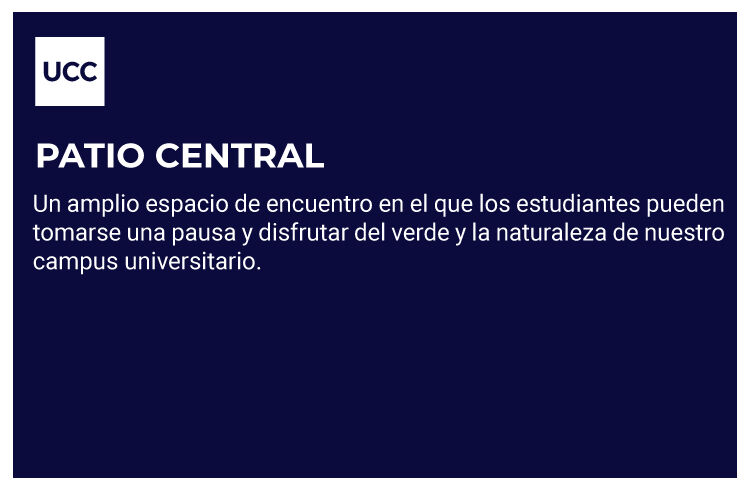 UCC
PATIO CENTRAL
Un amplio espacio de encuentro en el que los estudiantes pueden
tomarse una pausa y disfrutar del verde y la naturaleza de nuestro
campus universitario.